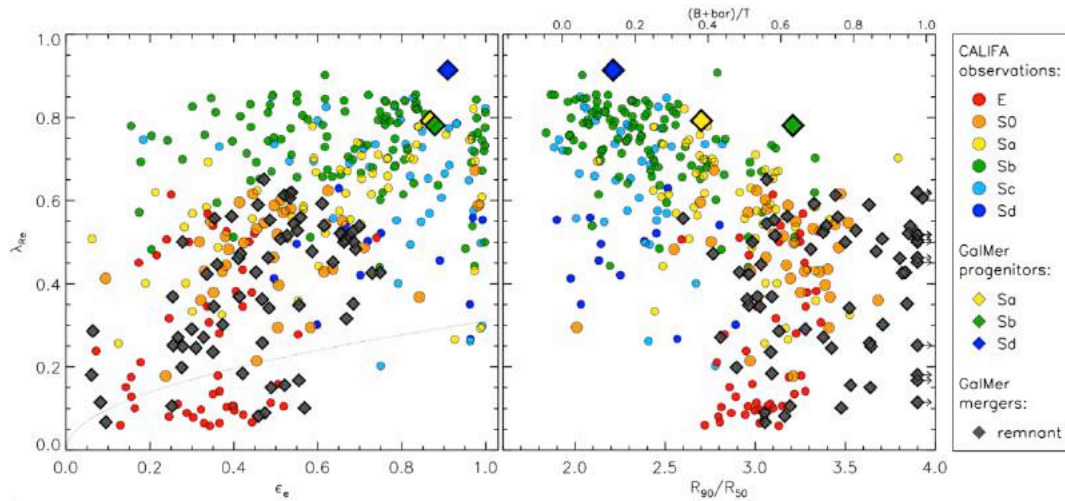 (B+bar)/T
0.0 0.2 0.4 0.6 0.8 1.0
1.0
0.8
0.6
0.4
0.2
0.0
λRe
0.0 0.2 0.4 0.6 0.8 1.0
εe
2.0 2.5 3.0 3.5 4.0
R90/R50
CALIFA
observations:
E
S0
Sa
Sb
Sc
Sd
GalMer
progenitors:
Sa
Sb
Sd
GalMer
mergers:
remnant